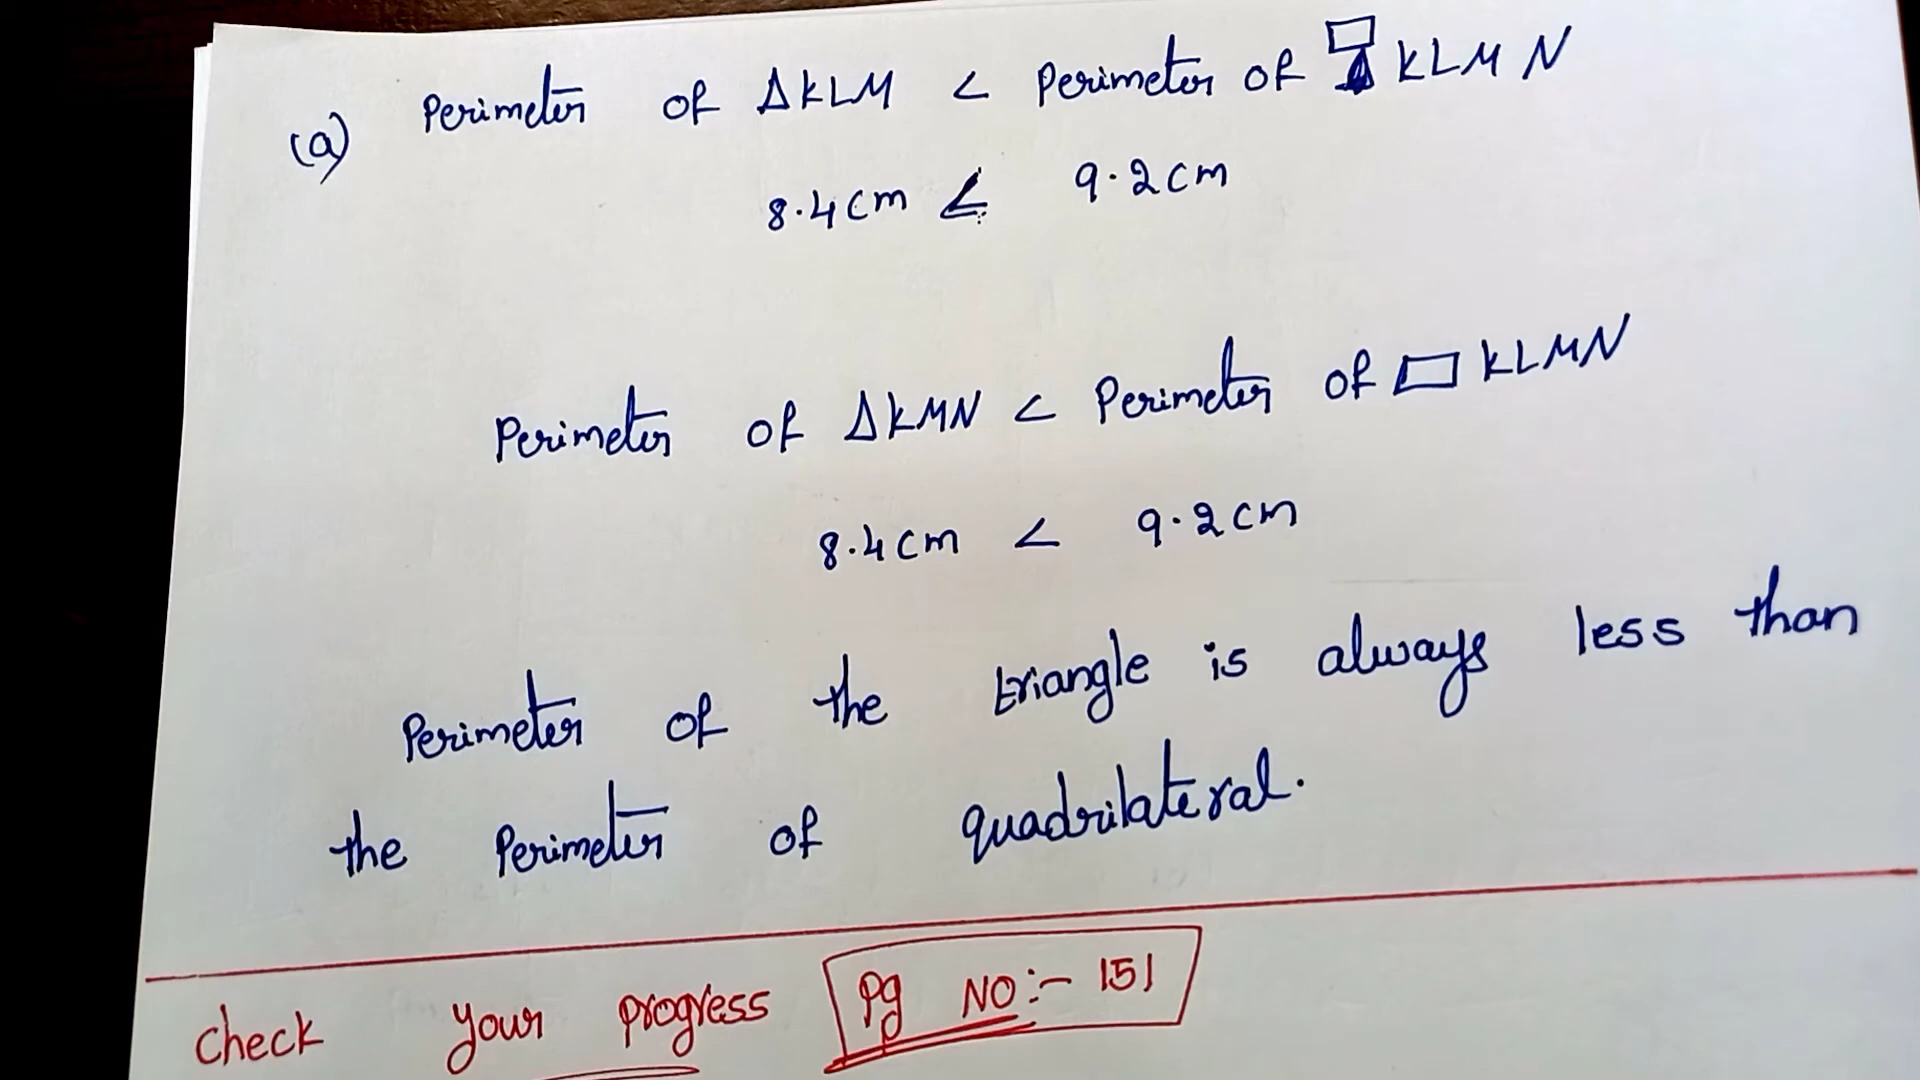 (a) Perimeter of ΔKLM < Perimeter of ▭ KLMN
8.4cm < 9.2cm
Perimeter of ΔKMN < Perimeter of ▭ KLMN
8.4cm < 9.2cm
Perimeter of the triangle is always less than
the Perimeter of quadrilateral.
check your progress Pg NO:- 151